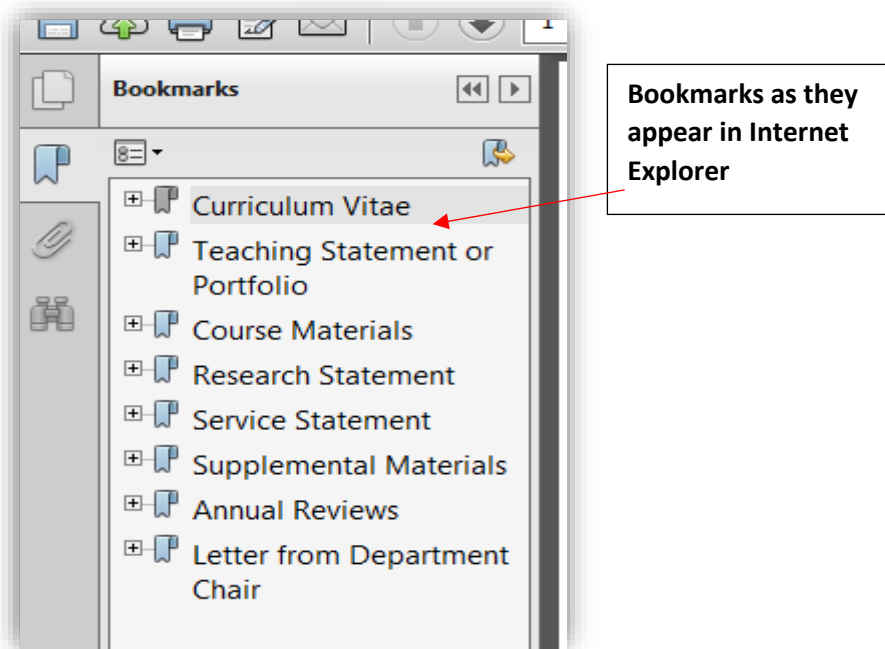 1
Bookmarks
Curriculum Vitae
Teaching Statement or
Portfolio
Course Materials
Research Statement
Service Statement
Supplemental Materials
Annual Reviews
Letter from Department
Chair
Bookmarks as they
appear in Internet
Explorer